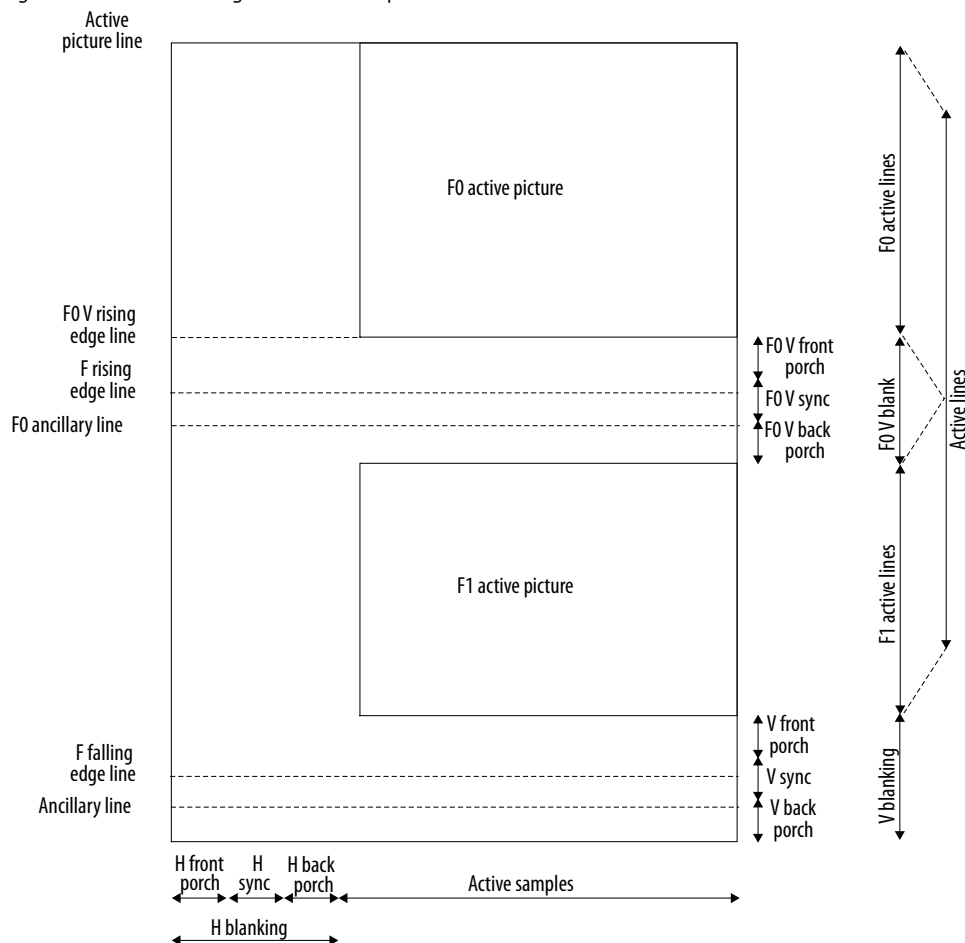 Active
picture line
F0 active picture
F0 active lines
F0 V rising
edge line
F rising
edge line
F0 ancillary line
F0 V front
porch
F0 V sync
F0 V back
porch
F0 V blank
Active lines
F1 active picture
F1 active lines
F falling
edge line
Ancillary line
V front
porch
V sync
V back
porch
V blanking
H front
porch
H
sync
H back
porch
Active samples
H blanking